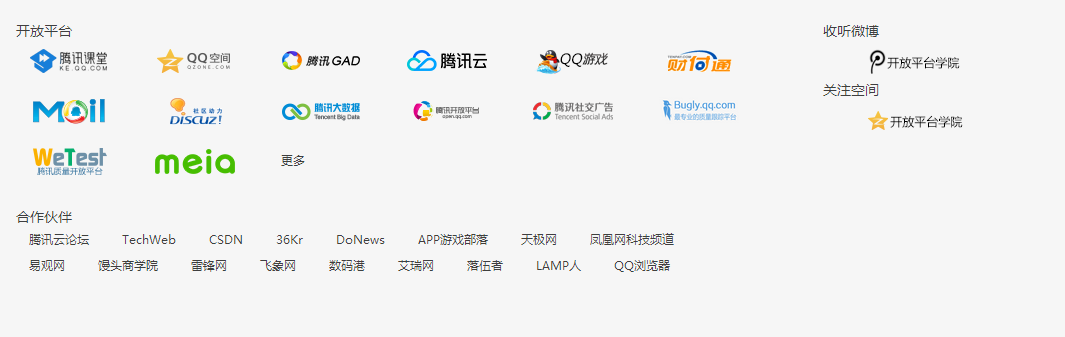 开放平台
腾讯课堂 KE.QQ.COM
QQ空间 QZONE.COM
腾讯GAD
腾讯云
QQ游戏
财付通
Mail
社区动力 DISCUZ!
腾讯大数据 Tencent Big Data
腾讯开放平台 open.qq.com
腾讯社交广告 Tencent Social Ads
Bugly.qq.com 最专业的质量跟踪平台
WeTest 腾讯质量开放平台
meia
更多
收听微博
开放平台学院
关注空间
开放平台学院
合作伙伴
腾讯云论坛 TechWeb CSDN 36Kr DoNews APP游戏部落 天极网 凤凰网科技频道
易观网 馒头商学院 雷锋网 飞象网 数码港 艾瑞网 落伍者 LAMP人 QQ浏览器